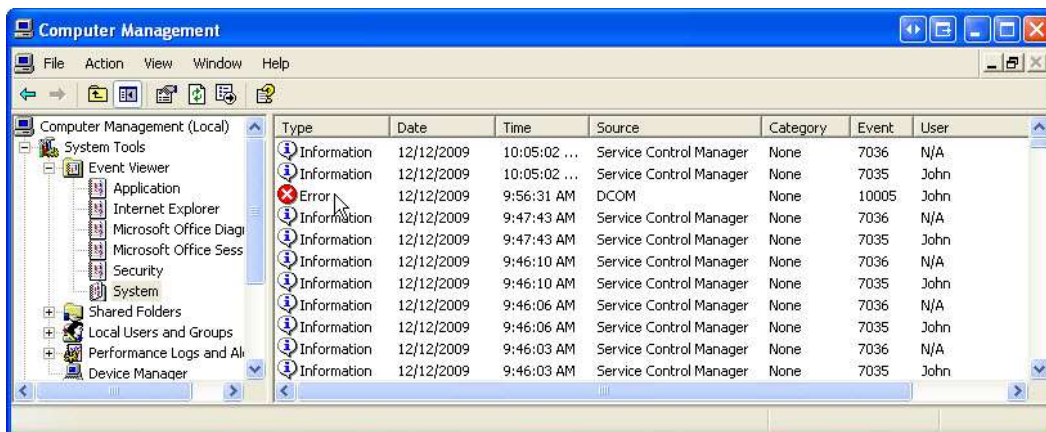 Computer Management
File Action View Window Help
Computer Management (Local)
System Tools
Event Viewer
Application
Internet Explorer
Microsoft Office Diag
Microsoft Office Sess
Security
System
Shared Folders
Local Users and Groups
Performance Logs and Al
Device Manager
Type Date Time Source Category Event User
Information 12/12/2009 10:05:02 ... Service Control Manager None 7036 N/A
Information 12/12/2009 10:05:02 ... Service Control Manager None 7035 John
Error 12/12/2009 9:56:31 AM DCOM None 10005 John
Information 12/12/2009 9:47:43 AM Service Control Manager None 7036 N/A
Information 12/12/2009 9:47:43 AM Service Control Manager None 7035 John
Information 12/12/2009 9:46:10 AM Service Control Manager None 7036 N/A
Information 12/12/2009 9:46:10 AM Service Control Manager None 7035 John
Information 12/12/2009 9:46:06 AM Service Control Manager None 7036 N/A
Information 12/12/2009 9:46:06 AM Service Control Manager None 7035 John
Information 12/12/2009 9:46:03 AM Service Control Manager None 7036 N/A
Information 12/12/2009 9:46:03 AM Service Control Manager None 7035 John